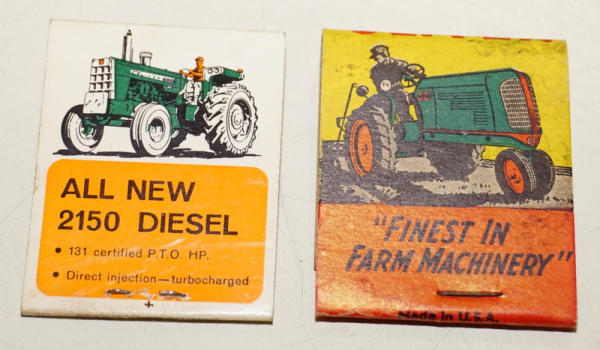 ALL NEW
2150 DIESEL
• 131 certified P.T.O. HP.
• Direct injection—turbocharged
"FINEST IN
FARM MACHINERY"
Made in U.S.A.